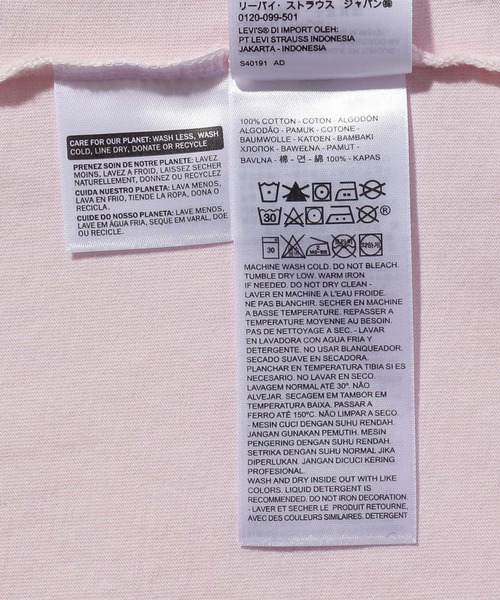 リーバイ・ストラウス ジャパン㈱
0120-099-501
LEVI'S® DI IMPORT OLEH:
PT LEVI STRAUSS INDONESIA
JAKARTA - INDONESIA
S40191 AD
CARE FOR OUR PLANET: WASH LESS, WASH
COLD, LINE DRY, DONATE OR RECYCLE
PRENEZ SOIN DE NOTRE PLANETE: LAVEZ
MOINS, LAVEZ A FROID, LAISSEZ SECHER
NATURELLEMENT, DONNEZ OU RECYCLEZ
CUIDA NUESTRO PLANETA: LAVA MENOS,
LAVA EN FRIO, TIENDE LA ROPA, DONA O
RECICLA.
CUIDE DO NOSSO PLANETA: LAVE MENOS,
LAVE EM ÁGUA FRIA, SEQUE EM VARAL, DOE
OU RECICLE.
100% COTTON - COTON - ALGODÓN
ALGODÃO - PAMUK - COTONE -
BAUMWOLLE - KATOEN - BAMBAKI
ХЛОПОК - BAWEŁNA - PAMUT -
BAVLNA - 棉 - 면 - 綿 100% - KAPAS
30
®
30
MACHINE WASH COLD. DO NOT BLEACH.
TUMBLE DRY LOW. WARM IRON
IF NEEDED. DO NOT DRY CLEAN -
LAVER EN MACHINE A L'EAU FROIDE.
NE PAS BLANCHIR. SECHER EN MACHINE
A BASSE TEMPERATURE. REPASSER A
TEMPERATURE MOYENNE AU BESOIN.
PAS DE NETTOYAGE A SEC. - LAVAR
EN LAVADORA CON AGUA FRIA Y
DETERGENTE. NO USAR BLANQUEADOR.
SECADO SUAVE EN SECADORA.
PLANCHAR EN TEMPERATURA TIBIA SI ES
NECESARIO. NO LAVAR EN SECO.
LAVAGEM NORMAL ATÉ 30°. NÃO
ALVEJAR. SECAGEM EM TAMBOR EM
TEMPERATURA BAIXA. PASSAR A
FERRO ATÉ 150°C. NÃO LIMPAR A SECO.
- MESIN CUCI DENGAN SUHU RENDAH.
JANGAN GUNAKAN PEMUTIH. MESIN
PENGERING DENGAN SUHU RENDAH.
SETRIKA DENGAN SUHU NORMAL JIKA
DIPERLUKAN. JANGAN DICUCI KERING
PROFESIONAL.
WASH AND DRY INSIDE OUT WITH LIKE
COLORS. LIQUID DETERGENT IS
RECOMMENDED. DO NOT IRON DECORATION.
- LAVER ET SECHER LE PRODUIT RETOURNE,
AVEC DES COULEURS SIMILAIRES. DETERGENT